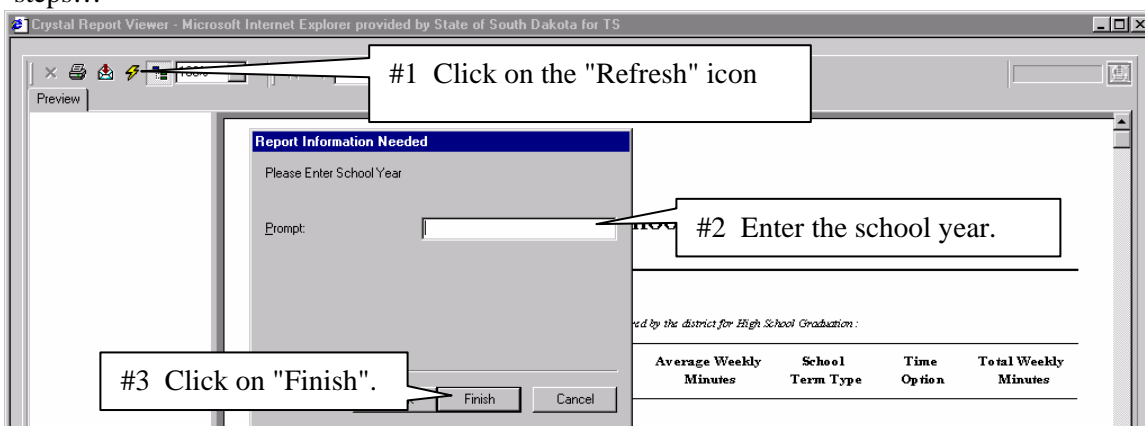 steps…
Crystal Report Viewer - Microsoft Internet Explorer provided by State of South Dakota for TS
#1 Click on the "Refresh" icon
Preview
Report Information Needed
Please Enter School Year
Prompt:
#2 Enter the school year.
by the district for High School Graduation :
Average Weekly Minutes
School Term Type
Time Option
Total Weekly Minutes
#3 Click on "Finish".
Finish
Cancel